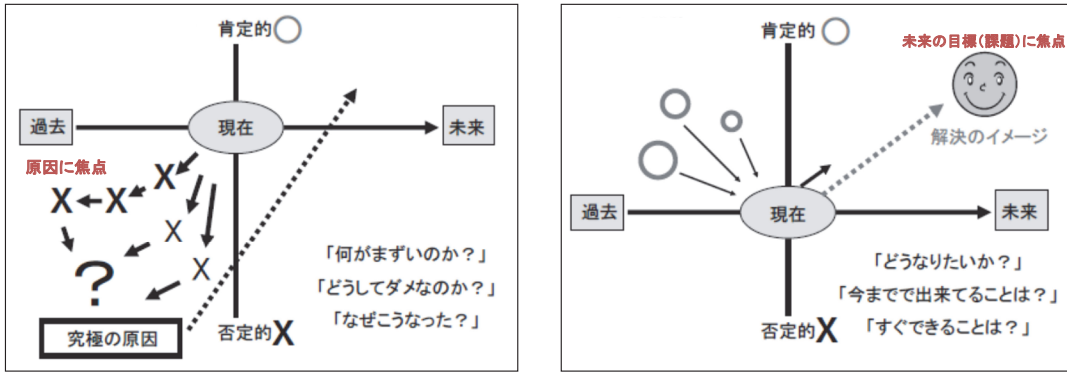 肯定的○
過去
現在
未来
原因に焦点
X
X
X
X
X
?
「何がまずいのか？」
「どうしてダメなのか？」
「なぜこうなった？」
究極の原因
否定的X
肯定的○
未来の目標(課題)に焦点
解決のイメージ
過去
現在
未来
「どうなりたいか？」
「今までで出来てることは？」
「すぐできることは？」
否定的X